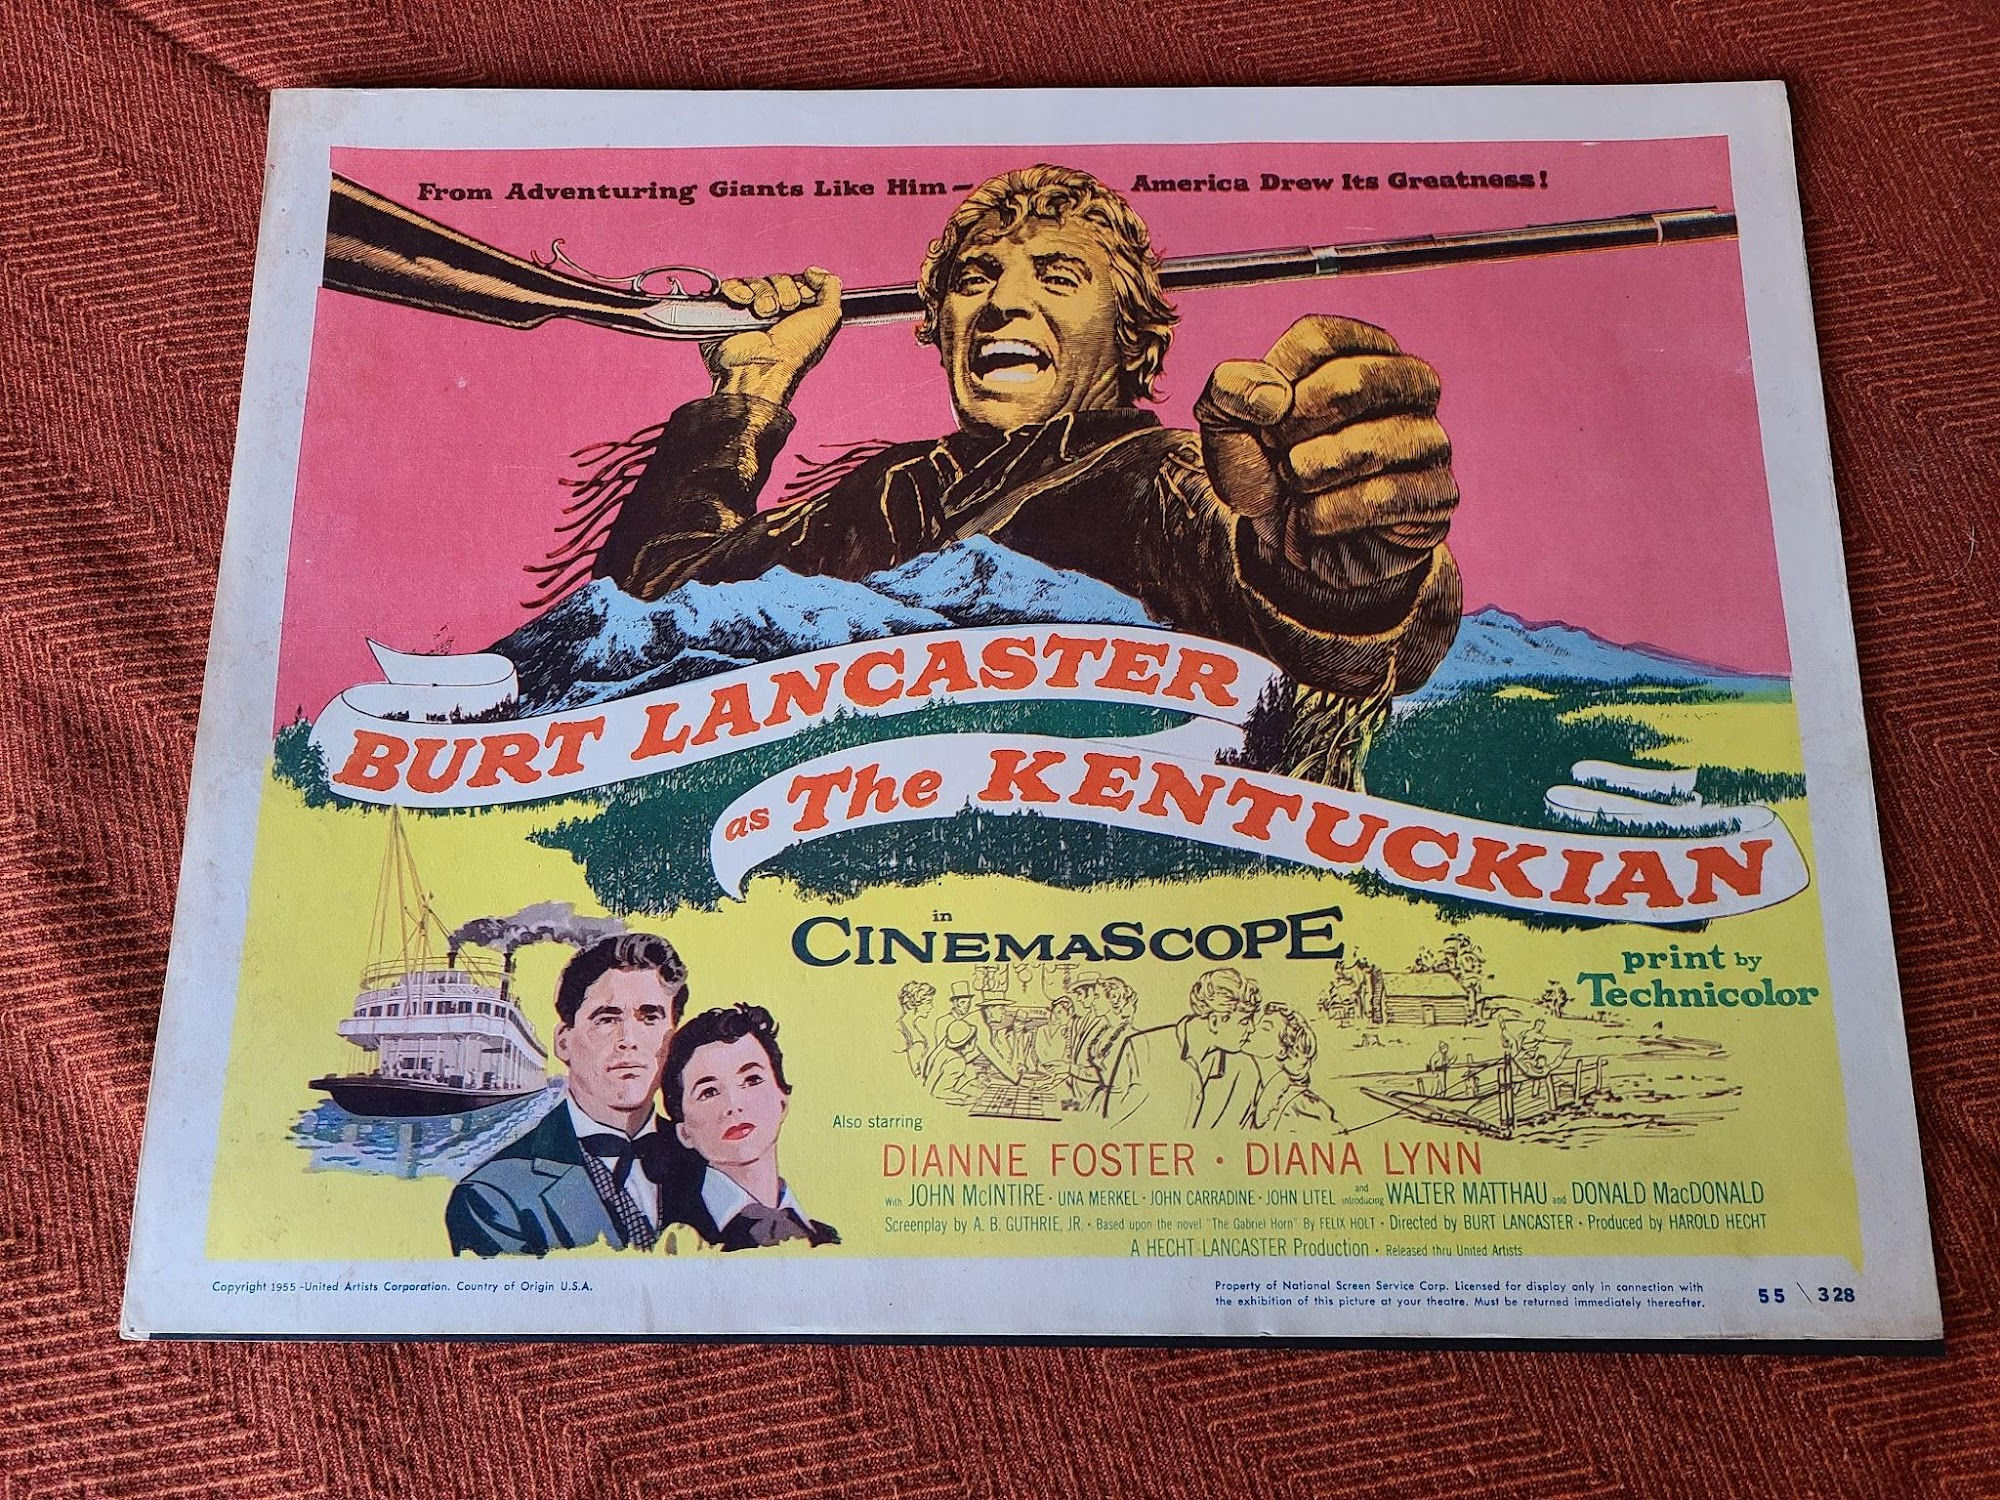 From Adventuring Giants Like Him— America Drew Its Greatness!
BURT LANCASTER
as The KENTUCKIAN
in
CINEMASCOPE
print by
Technicolor
Also starring
DIANNE FOSTER · DIANA LYNN
With JOHN McINTIRE · UNA MERKEL · JOHN CARRADINE · JOHN LITEL and introducing WALTER MATTHAU and DONALD MacDONALD
Screenplay by A. B. GUTHRIE, JR. · Based upon the novel "The Gabriel Horn" By FELIX HOLT · Directed by BURT LANCASTER · Produced by HAROLD HECHT
A HECHT-LANCASTER Production · Released thru United Artists
Copyright 1955 -United Artists Corporation. Country of Origin U.S.A.
Property of National Screen Service Corp. Licensed for display only in connection with
the exhibition of this picture at your theatre. Must be returned immediately thereafter.
55 \ 328